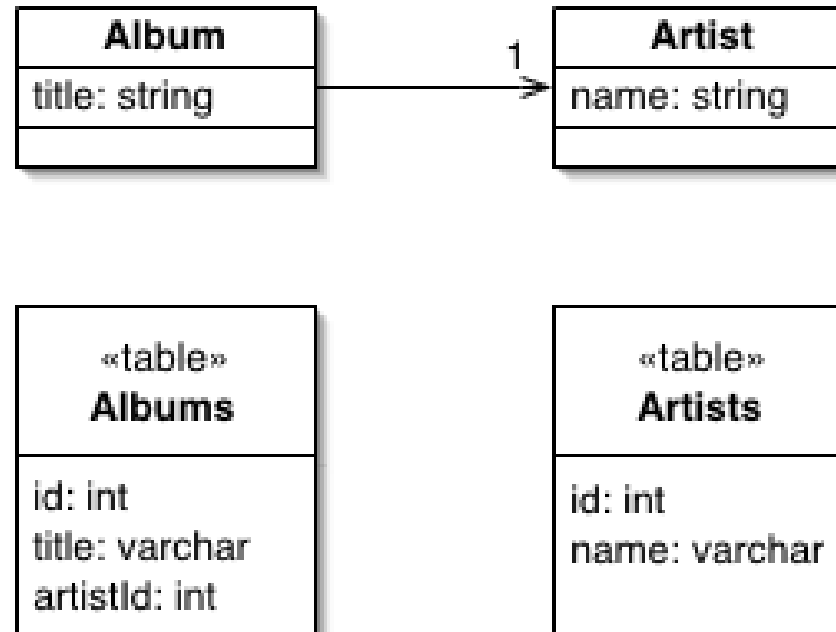 Album
title: string
1
Artist
name: string
«table»
Albums
id: int
title: varchar
artistId: int
«table»
Artists
id: int
name: varchar